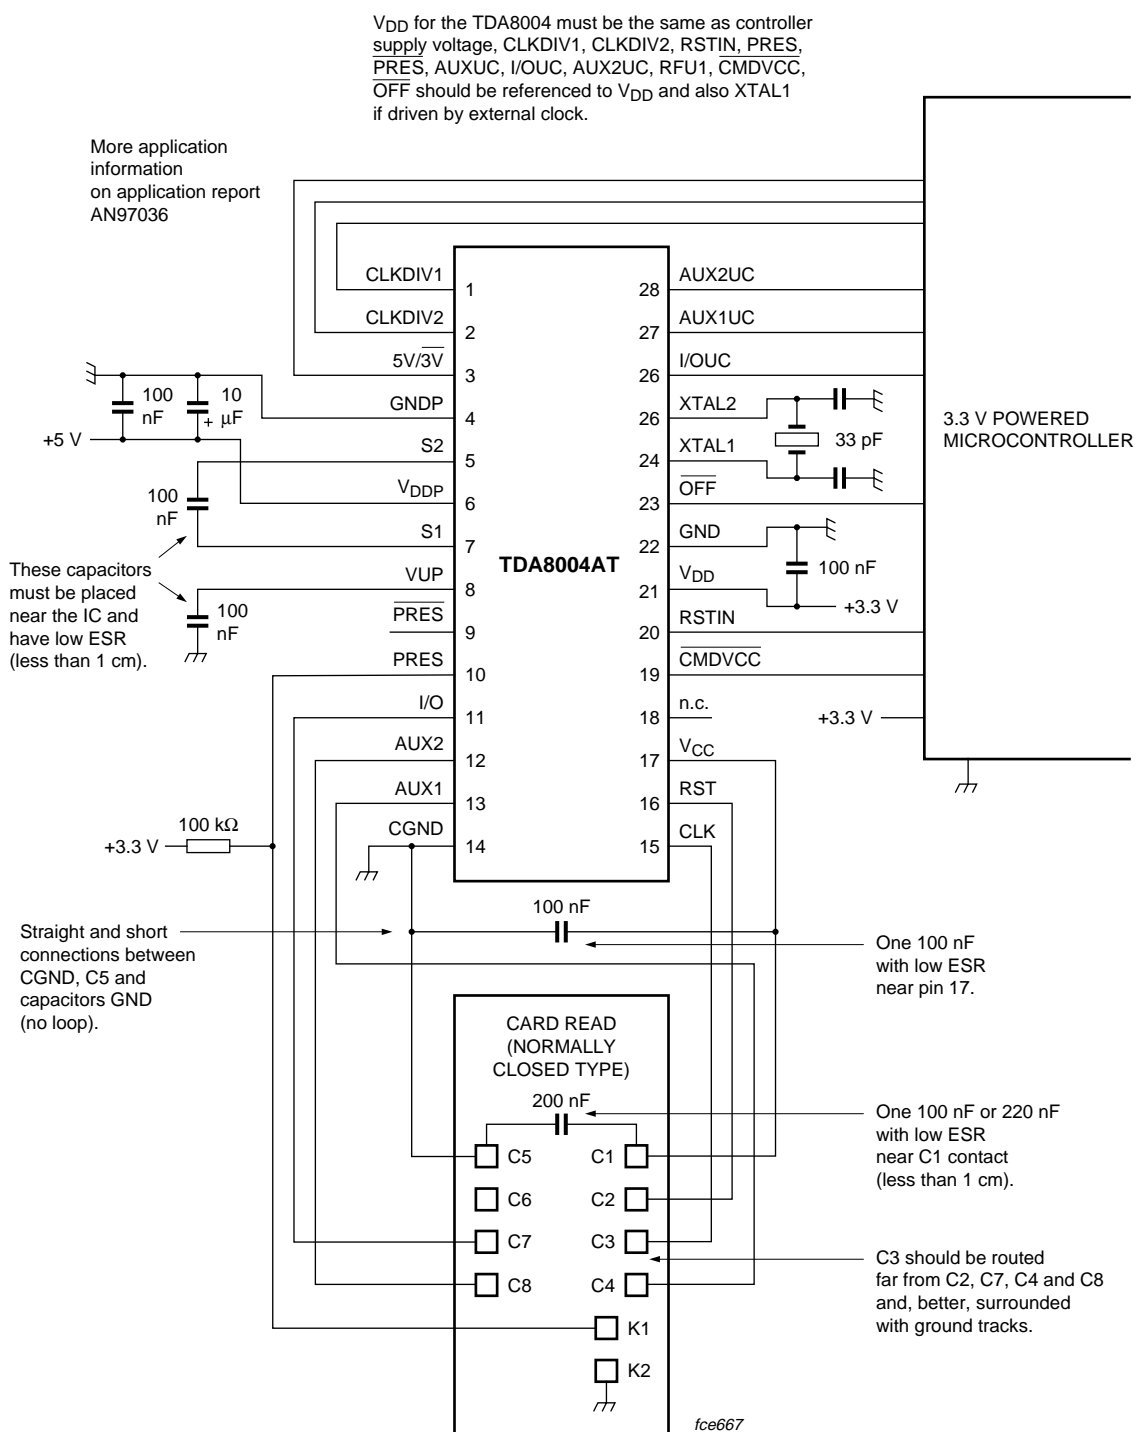 VDD for the TDA8004 must be the same as controller
supply voltage, CLKDIV1, CLKDIV2, RSTIN, PRES,
PRES, AUXUC, I/OUC, AUX2UC, RFU1, CMDVCC,
OFF should be referenced to VDD and also XTAL1
if driven by external clock.
More application
information
on application report
AN97036
3.3 V POWERED
MICROCONTROLLER
TDA8004AT
CLKDIV1
1
CLKDIV2
2
5V/3V
3
GNDP
4
S2
5
VDDP
6
S1
7
VUP
8
PRES
9
PRES
10
I/O
11
AUX2
12
AUX1
13
CGND
14
AUX2UC
28
AUX1UC
27
I/OUC
26
XTAL2
26
XTAL1
24
OFF
23
GND
22
VDD
21
RSTIN
20
CMDVCC
19
n.c.
18
VCC
17
RST
16
CLK
15
100
nF
10
+ μF
+5 V
100
nF
100
nF
These capacitors
must be placed
near the IC and
have low ESR
(less than 1 cm).
33 pF
100 nF
+3.3 V
+3.3 V
+3.3 V
100 kΩ
Straight and short
connections between
CGND, C5 and
capacitors GND
(no loop).
100 nF
One 100 nF
with low ESR
near pin 17.
CARD READ
(NORMALLY
CLOSED TYPE)
200 nF
One 100 nF or 220 nF
with low ESR
near C1 contact
(less than 1 cm).
C5 C1
C6 C2
C7 C3
C8 C4
K1
K2
C3 should be routed
far from C2, C7, C4 and C8
and, better, surrounded
with ground tracks.
fce667